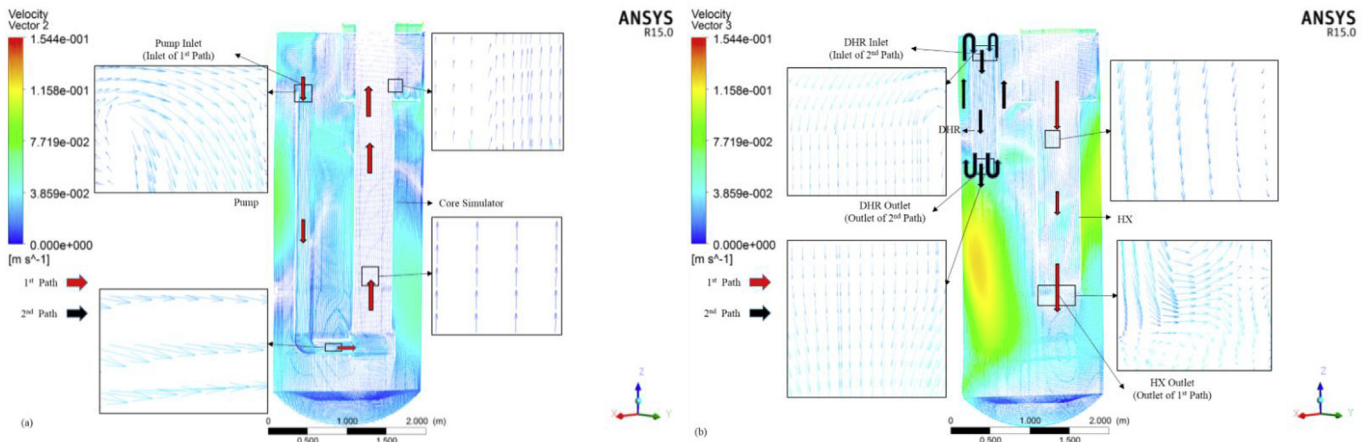 Velocity
Vector 2
1.544e-001
1.158e-001
7.721e-002
3.859e-002
0.000e+000
[m s^-1]
1st Path
2nd Path
Pump Inlet
(Inlet of 1st Path)
Pump
Core Simulator
ANSYS
R15.0
Z
X
Y
0
1.000
2.000
(m)
0.500
1.500
(a)
Velocity
Vector 3
1.544e-001
1.158e-001
7.721e-002
3.859e-002
0.000e+000
[m s^-1]
1st Path
2nd Path
DHR Inlet
(Inlet of 2nd Path)
DHR
DHR Outlet
(Outlet of 2nd Path)
HX
HX Outlet
(Outlet of 1st Path)
ANSYS
R15.0
Z
X
Y
0
1.000
2.000
(m)
0.500
1.500
(b)